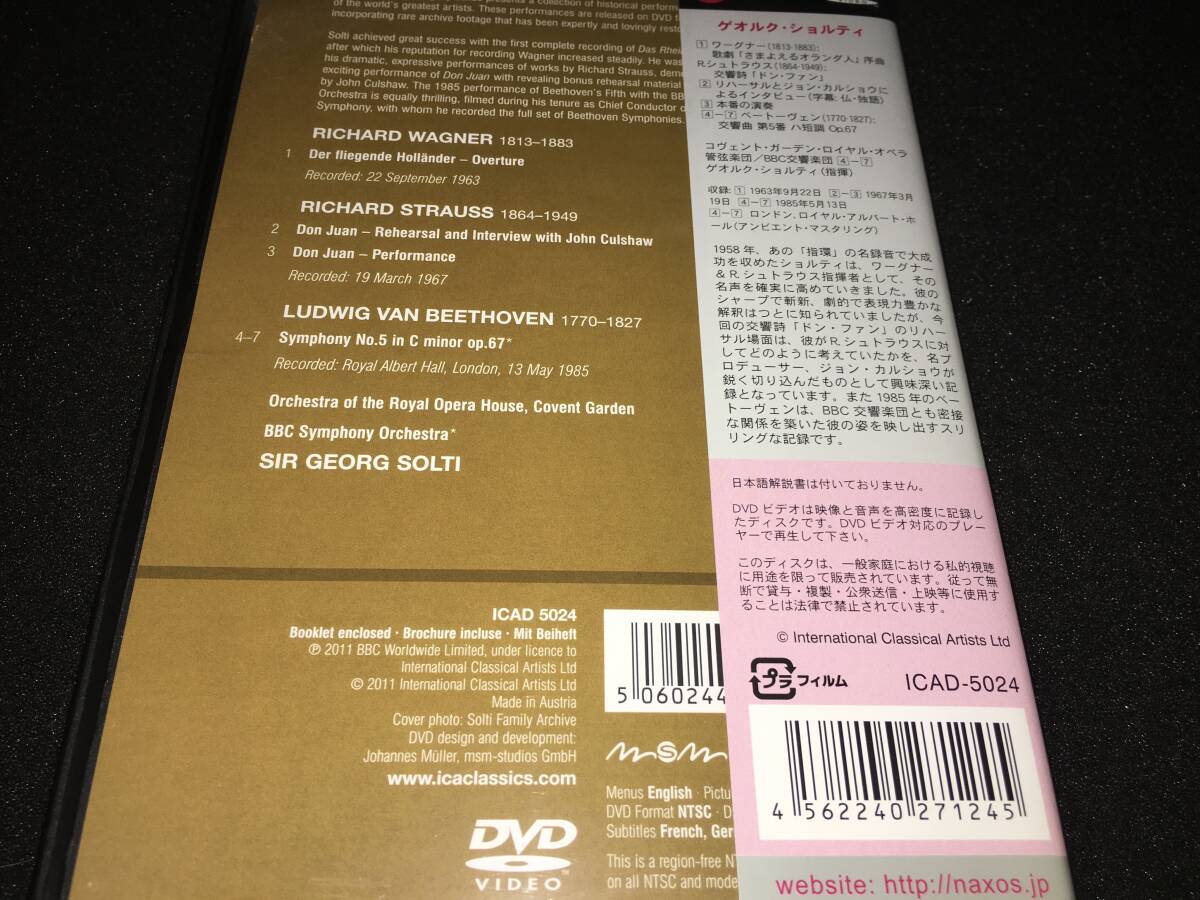 presents a collection of historical perform
of the world's greatest artists. These performances are released on DVD f
incorporating rare archive footage that has been expertly and lovingly resto
Solti achieved great success with the first complete recording of Das Rhei
after which his reputation for recording Wagner increased steadily. He was
his dramatic, expressive performances of works by Richard Strauss, dem
exciting performance of Don Juan with revealing bonus rehearsal material
by John Culshaw. The 1985 performance of Beethoven's Fifth with the BB
Orchestra is equally thrilling, filmed during his tenure as Chief Conductor o
Symphony, with whom he recorded the full set of Beethoven Symphonies.
RICHARD WAGNER 1813–1883
1 Der fliegende Holländer – Overture
Recorded: 22 September 1963
RICHARD STRAUSS 1864–1949
2 Don Juan – Rehearsal and Interview with John Culshaw
3 Don Juan – Performance
Recorded: 19 March 1967
LUDWIG VAN BEETHOVEN 1770–1827
4–7 Symphony No.5 in C minor op.67*
Recorded: Royal Albert Hall, London, 13 May 1985
Orchestra of the Royal Opera House, Covent Garden
BBC Symphony Orchestra*
SIR GEORG SOLTI
ICAD 5024
Booklet enclosed · Brochure incluse · Mit Beiheft
℗ 2011 BBC Worldwide Limited, under licence to
International Classical Artists Ltd
© 2011 International Classical Artists Ltd
Made in Austria
Cover photo: Solti Family Archive
DVD design and development:
Johannes Müller, msm-studios GmbH
www.icaclassics.com
DVD
VIDEO
5 060244
msm
Menus English · Pictu
DVD Format NTSC · D
Subtitles French, Ger
This is a region-free N
on all NTSC and mode
ゲオルク・ショルティ
1 ワーグナー(1813-1883):
歌劇「さまよえるオランダ人」序曲
R.シュトラウス(1864-1949):
交響詩「ドン・ファン」
2 リハーサルとジョン・カルショウに
よるインタビュー(字幕:仏・独語)
3 本番の演奏
4-7 ベートーヴェン(1770-1827):
交響曲 第5番 ハ短調 Op.67
コヴェント・ガーデン・ロイヤル・オペラ
管弦楽団/BBC交響楽団 4-7
ゲオルク・ショルティ(指揮)
収録: 1 1963年9月22日 2-3 1967年3月
19日 4-7 1985年5月13日
4-7 ロンドン、ロイヤル・アルバート・ホ
ール(アンビエント・マスタリング)
1958年、あの「指環」の名録音で大成
功を収めたショルティは、ワーグナー
&R.シュトラウス指揮者として、その
名声を確実に高めていきました。彼の
シャープで斬新、劇的で表現力豊かな
解釈はつとに知られていましたが、今
回の交響詩「ドン・ファン」のリハー
サル場面は、彼がR.シュトラウスに対
してどのように考えていたかを、名プ
ロデューサー、ジョン・カルショウが
鋭く切り込んだものとして興味深い記
録となっています。また1985年のベー
トーヴェンは、BBC交響楽団とも密接
な関係を築いた彼の姿を映し出すスリ
リングな記録です。
日本語解説書は付いておりません。
DVDビデオは映像と音声を高密度に記録し
たディスクです。DVDビデオ対応のプレー
ヤーで再生して下さい。
このディスクは、一般家庭における私的視聴
に用途を限って販売されています。従って無
断で貸与・複製・公衆送信・上映等に使用す
ることは法律で禁止されています。
© International Classical Artists Ltd
プラ フィルム ICAD-5024
4 562240 271245
website: http://naxos.jp